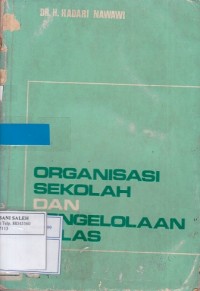 DR. H. HADARI NAWAWI
ORGANISASI
SEKOLAH
DAN
PENGELOLAAN
KELAS